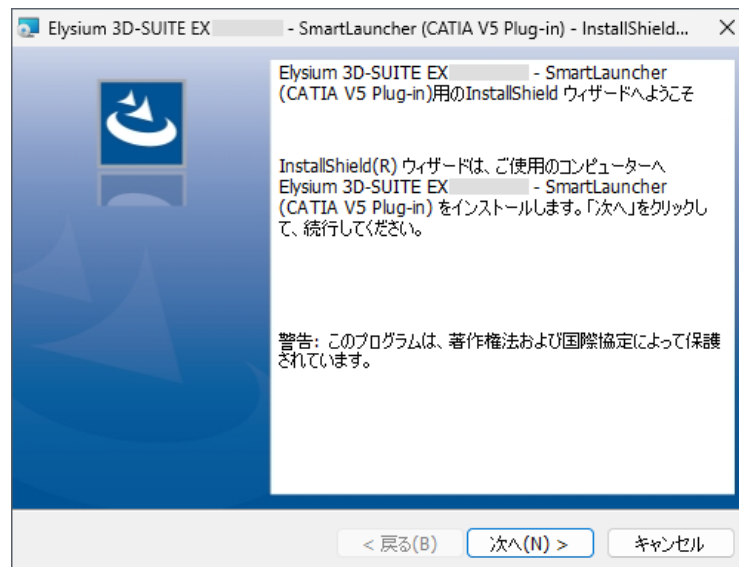 Elysium 3D-SUITE EX - SmartLauncher (CATIA V5 Plug-in) - InstallShield...
Elysium 3D-SUITE EX - SmartLauncher
(CATIA V5 Plug-in)用のInstallShield ウィザードへようこそ
InstallShield(R) ウィザードは、ご使用のコンピューターへ
Elysium 3D-SUITE EX - SmartLauncher
(CATIA V5 Plug-in) をインストールします。「次へ」をクリックし
て、続行してください。
警告: このプログラムは、著作権法および国際協定によって保護
されています。
< 戻る(B)
次へ(N) >
キャンセル